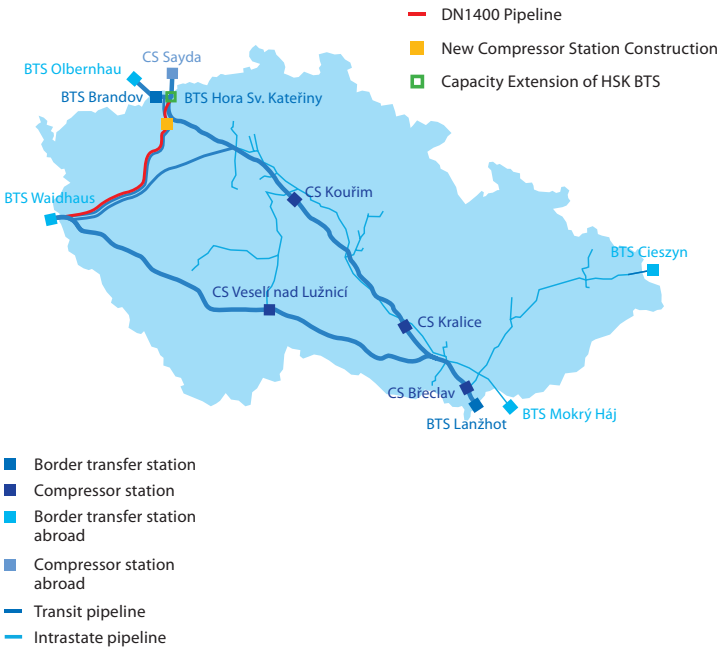 DN1400 Pipeline
New Compressor Station Construction
Capacity Extension of HSK BTS
CS Sayda
BTS Olbernhau
BTS Brandov
BTS Hora Sv. Kateřiny
BTS Waidhaus
CS Kouřim
BTS Cieszyn
CS Veselí nad Lužnicí
CS Kralice
CS Břeclav
BTS Mokrý Háj
BTS Lanžhot
Border transfer station
Compressor station
Border transfer station
abroad
Compressor station
abroad
Transit pipeline
Intrastate pipeline